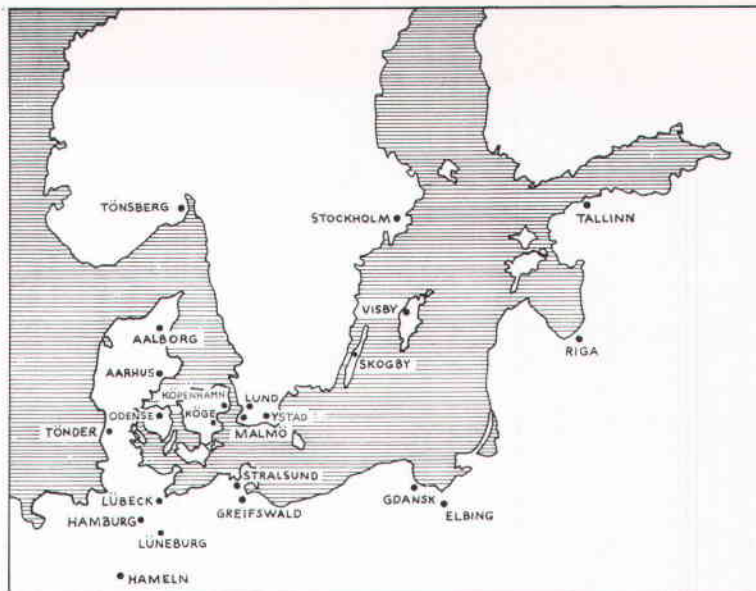 TÖNSBERG
STOCKHOLM
TALLINN
VISBY
AALBORG
SKOGBY
RIGA
AARHUS
KÖPENHAMN
LUND
ODENSE
KÖGE
YSTAD
TÖNDER
MALMÖ
STRALSUND
LÜBECK
GDANSK
HAMBURG
GREIFSWALD
ELBING
LÜNEBURG
HAMELN